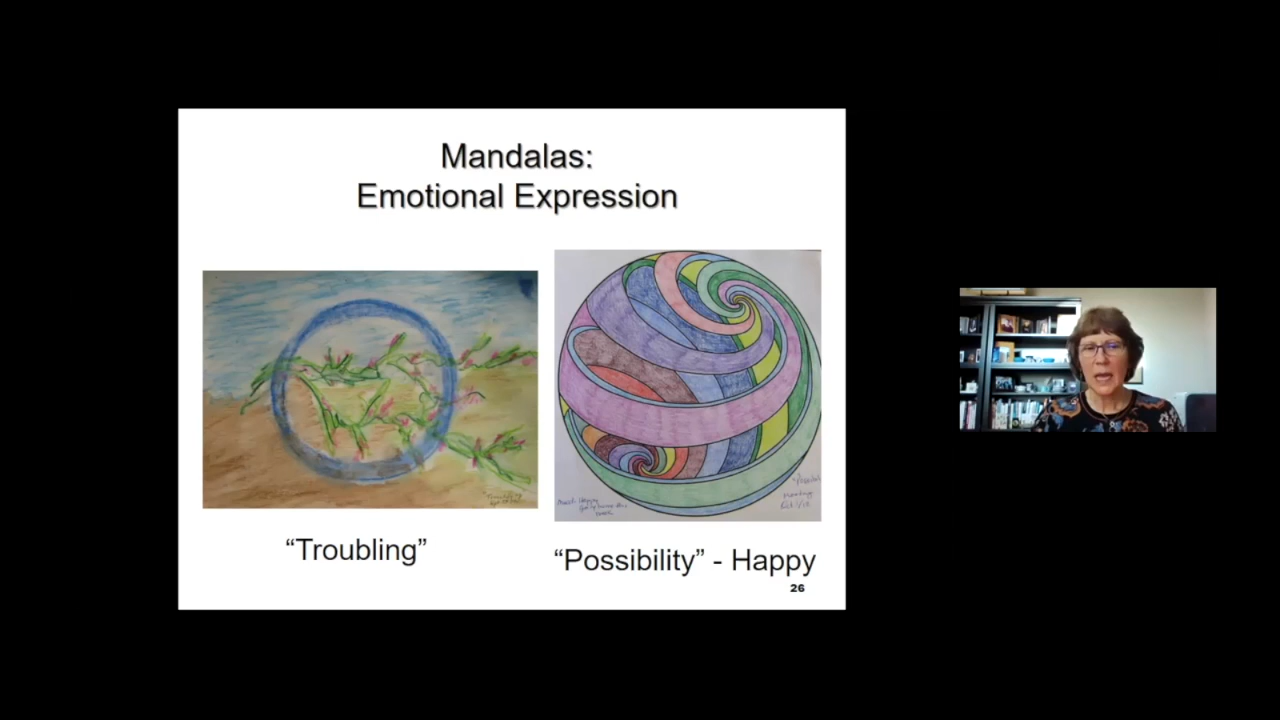 Mandalas:
Emotional Expression
"Troubling"
"Possibility" - Happy
26